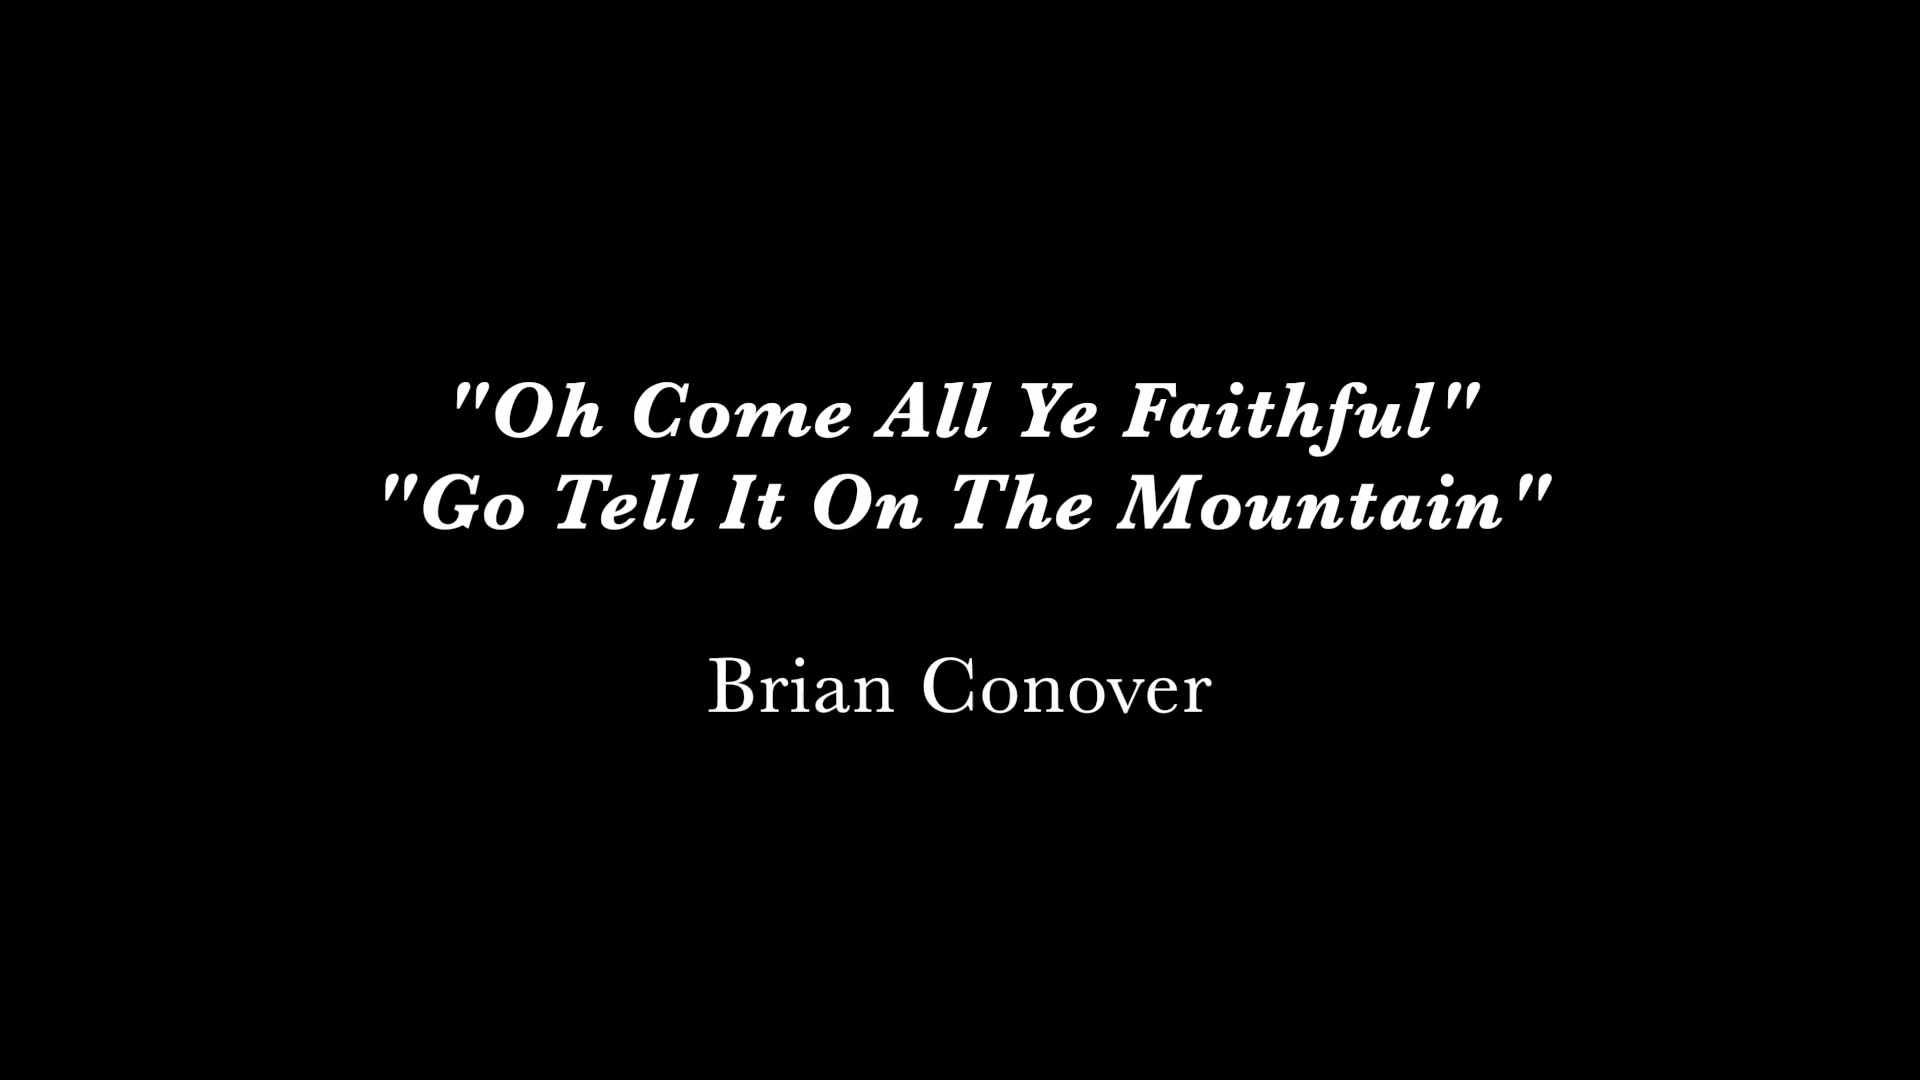 "Oh Come All Ye Faithful"
"Go Tell It On The Mountain"
Brian Conover